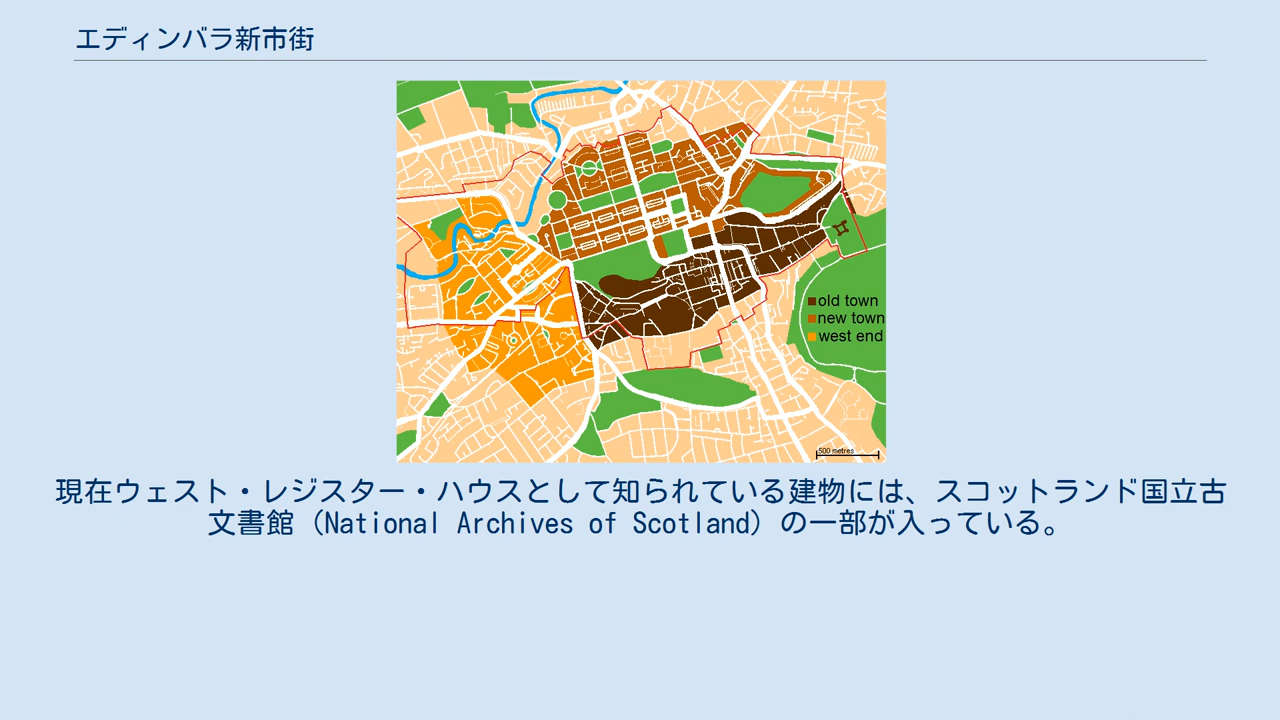 エディンバラ新市街
old town
new town
west end
500 metres
現在ウェスト・レジスター・ハウスとして知られている建物には、スコットランド国立古
文書館（National Archives of Scotland）の一部が入っている。